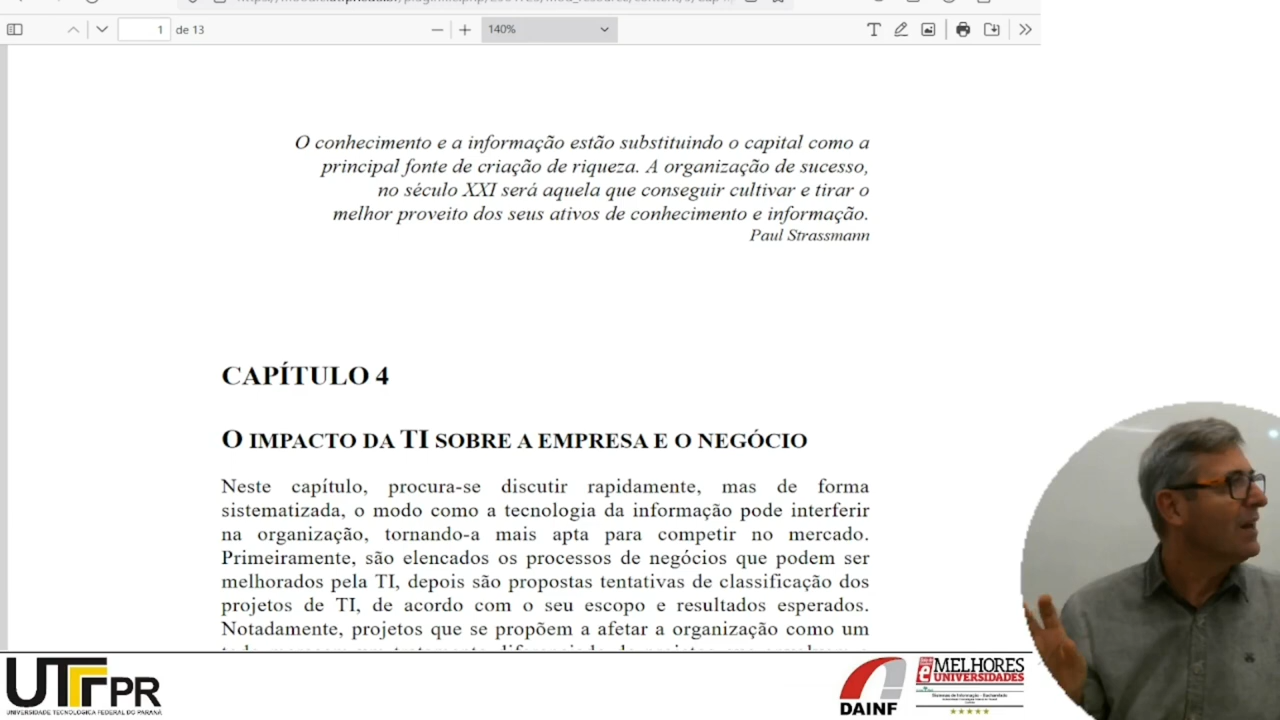 1 de 13
140%
O conhecimento e a informação estão substituindo o capital como a
principal fonte de criação de riqueza. A organização de sucesso,
no século XXI será aquela que conseguir cultivar e tirar o
melhor proveito dos seus ativos de conhecimento e informação.
Paul Strassmann
CAPÍTULO 4
O IMPACTO DA TI SOBRE A EMPRESA E O NEGÓCIO
Neste capítulo, procura-se discutir rapidamente, mas de forma
sistematizada, o modo como a tecnologia da informação pode interferir
na organização, tornando-a mais apta para competir no mercado.
Primeiramente, são elencados os processos de negócios que podem ser
melhorados pela TI, depois são propostas tentativas de classificação dos
projetos de TI, de acordo com o seu escopo e resultados esperados.
Notadamente, projetos que se propõem a afetar a organização como um
UTFPR
UNIVERSIDADE TECNOLÓGICA FEDERAL DO PARANÁ
DAINF
MELHORES
UNIVERSIDADES